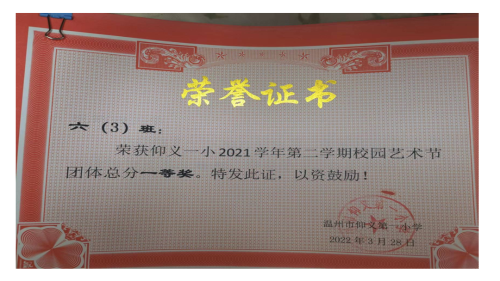 荣誉证书
六（3）班：
荣获仰义一小2021学年第二学期校园艺术节
团体总分一等奖。特发此证，以资鼓励！
温州市仰义第一小学
2022年3月28日